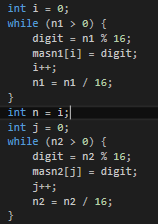 int i = 0;
while (n1 > 0) {
digit = n1 % 16;
masn1[i] = digit;
i++;
n1 = n1 / 16;
}
int n = i;
int j = 0;
while (n2 > 0) {
digit = n2 % 16;
masn2[j] = digit;
j++;
n2 = n2 / 16;
}